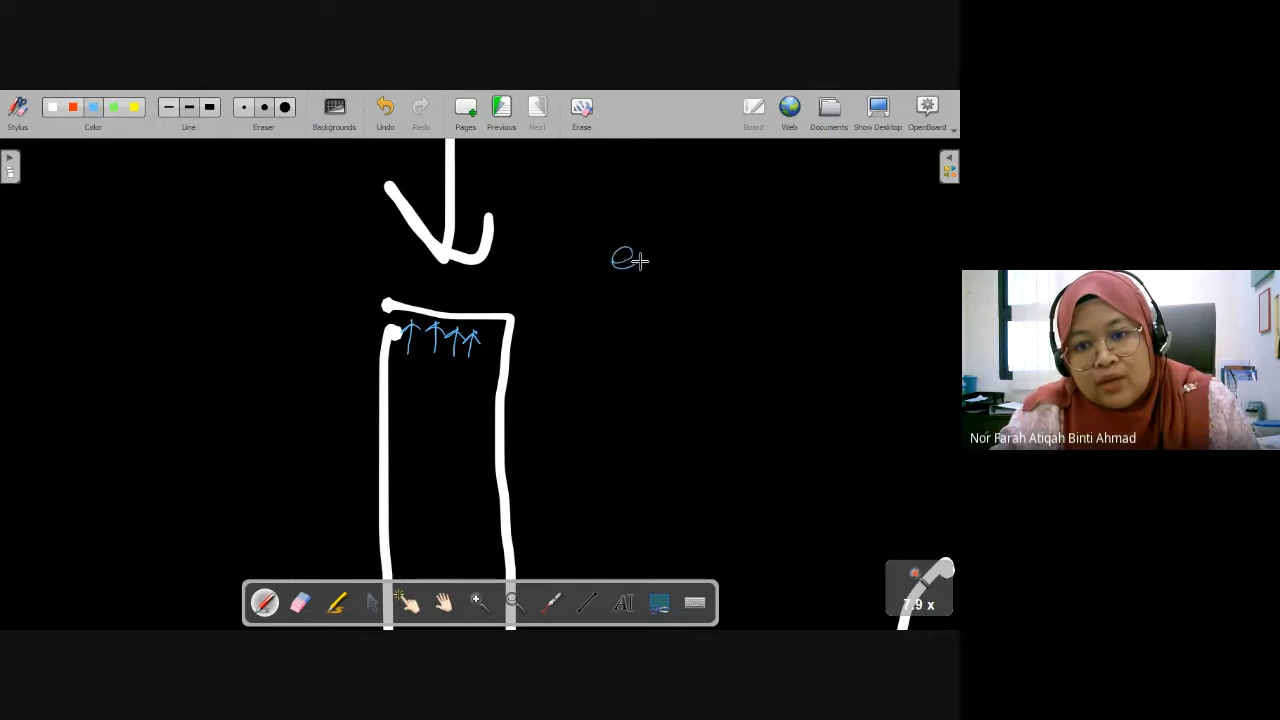 Stylus Color Line Eraser Backgrounds Undo Redo Pages Previous Next Erase Board Web Documents Show Desktop OpenBoard
e
Nor Farah Atiqah Binti Ahmad
7.9 x